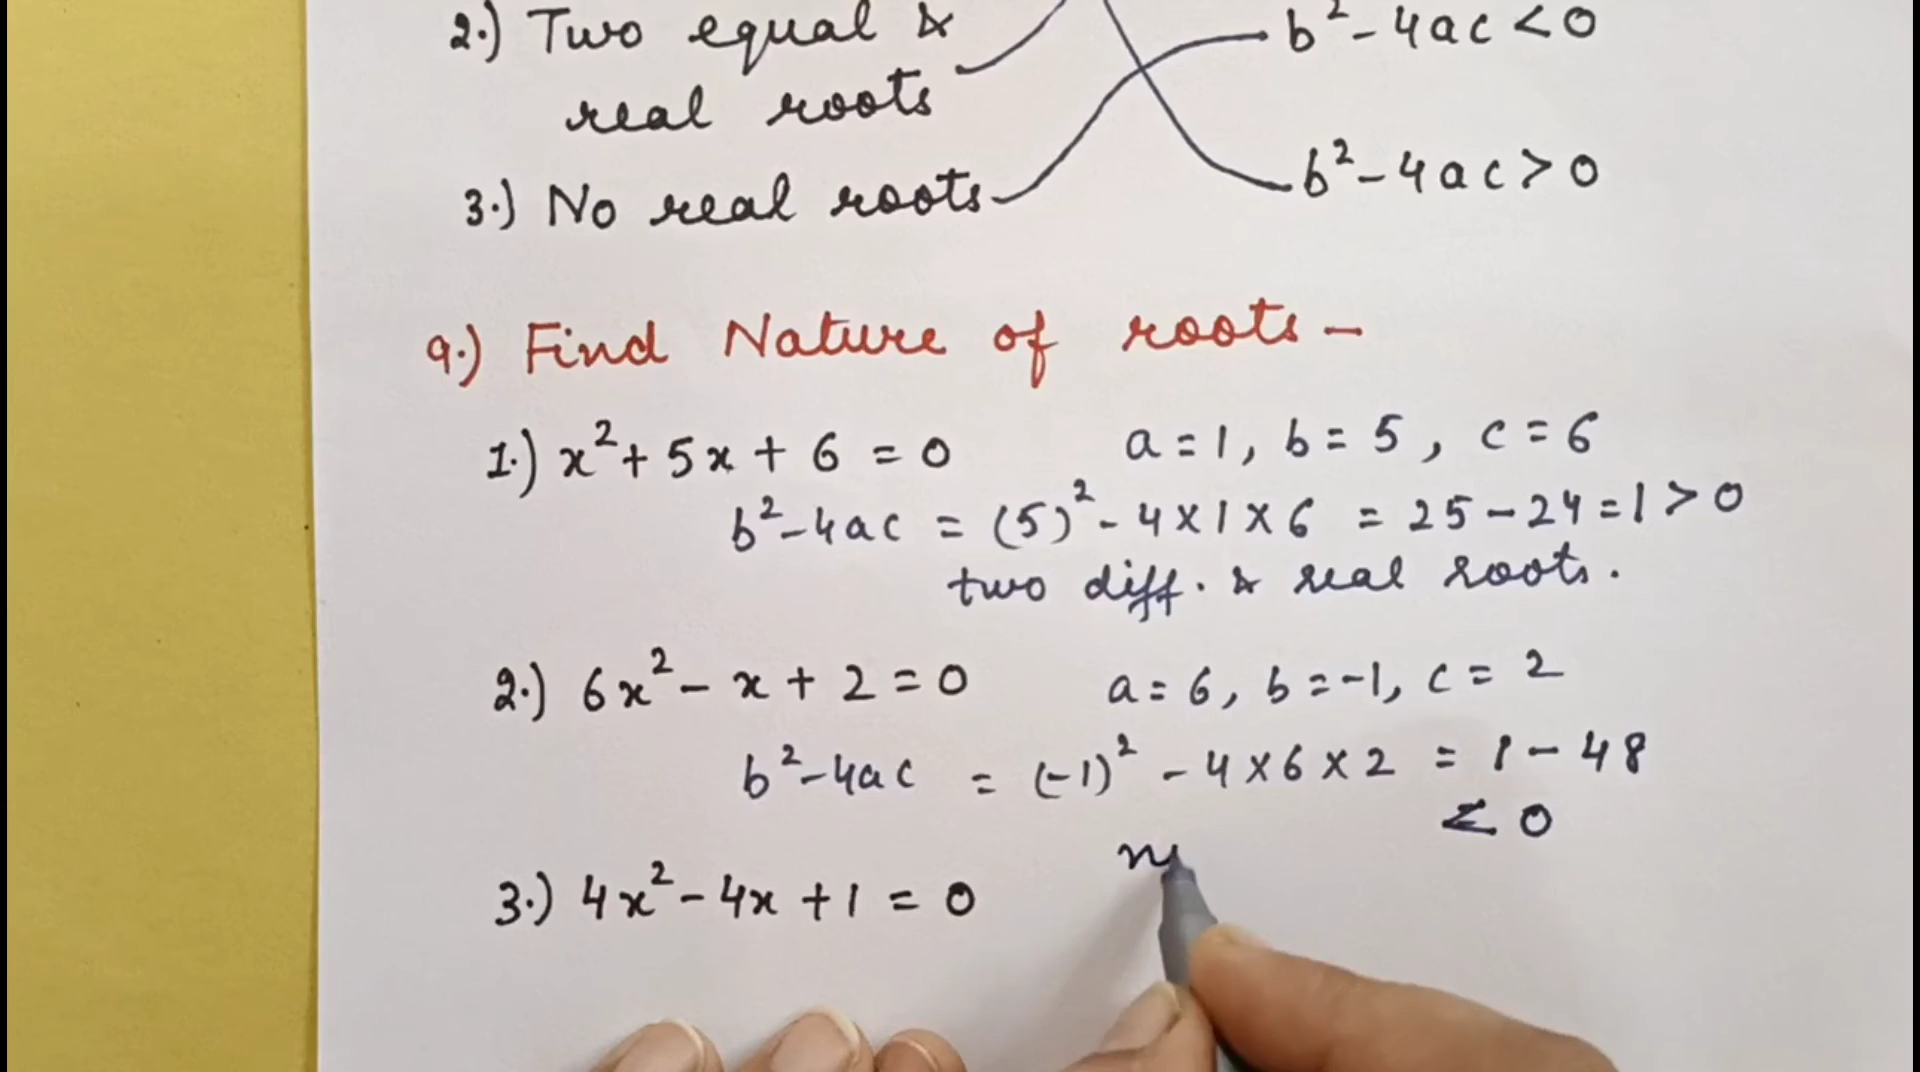 2.) Two equal &
real roots
b²-4ac<0
3.) No real roots
b²-4ac>0
9.) Find Nature of roots-
1.) x²+5x+6=0 a=1, b=5, c=6
b²-4ac = (5)²-4×1×6 = 25-24=1>0
two diff. & real roots.
2.) 6x²-x+2=0 a=6, b=-1, c=2
b²-4ac = (-1)²-4×6×2 = 1-48
<0
3.) 4x²-4x+1=0